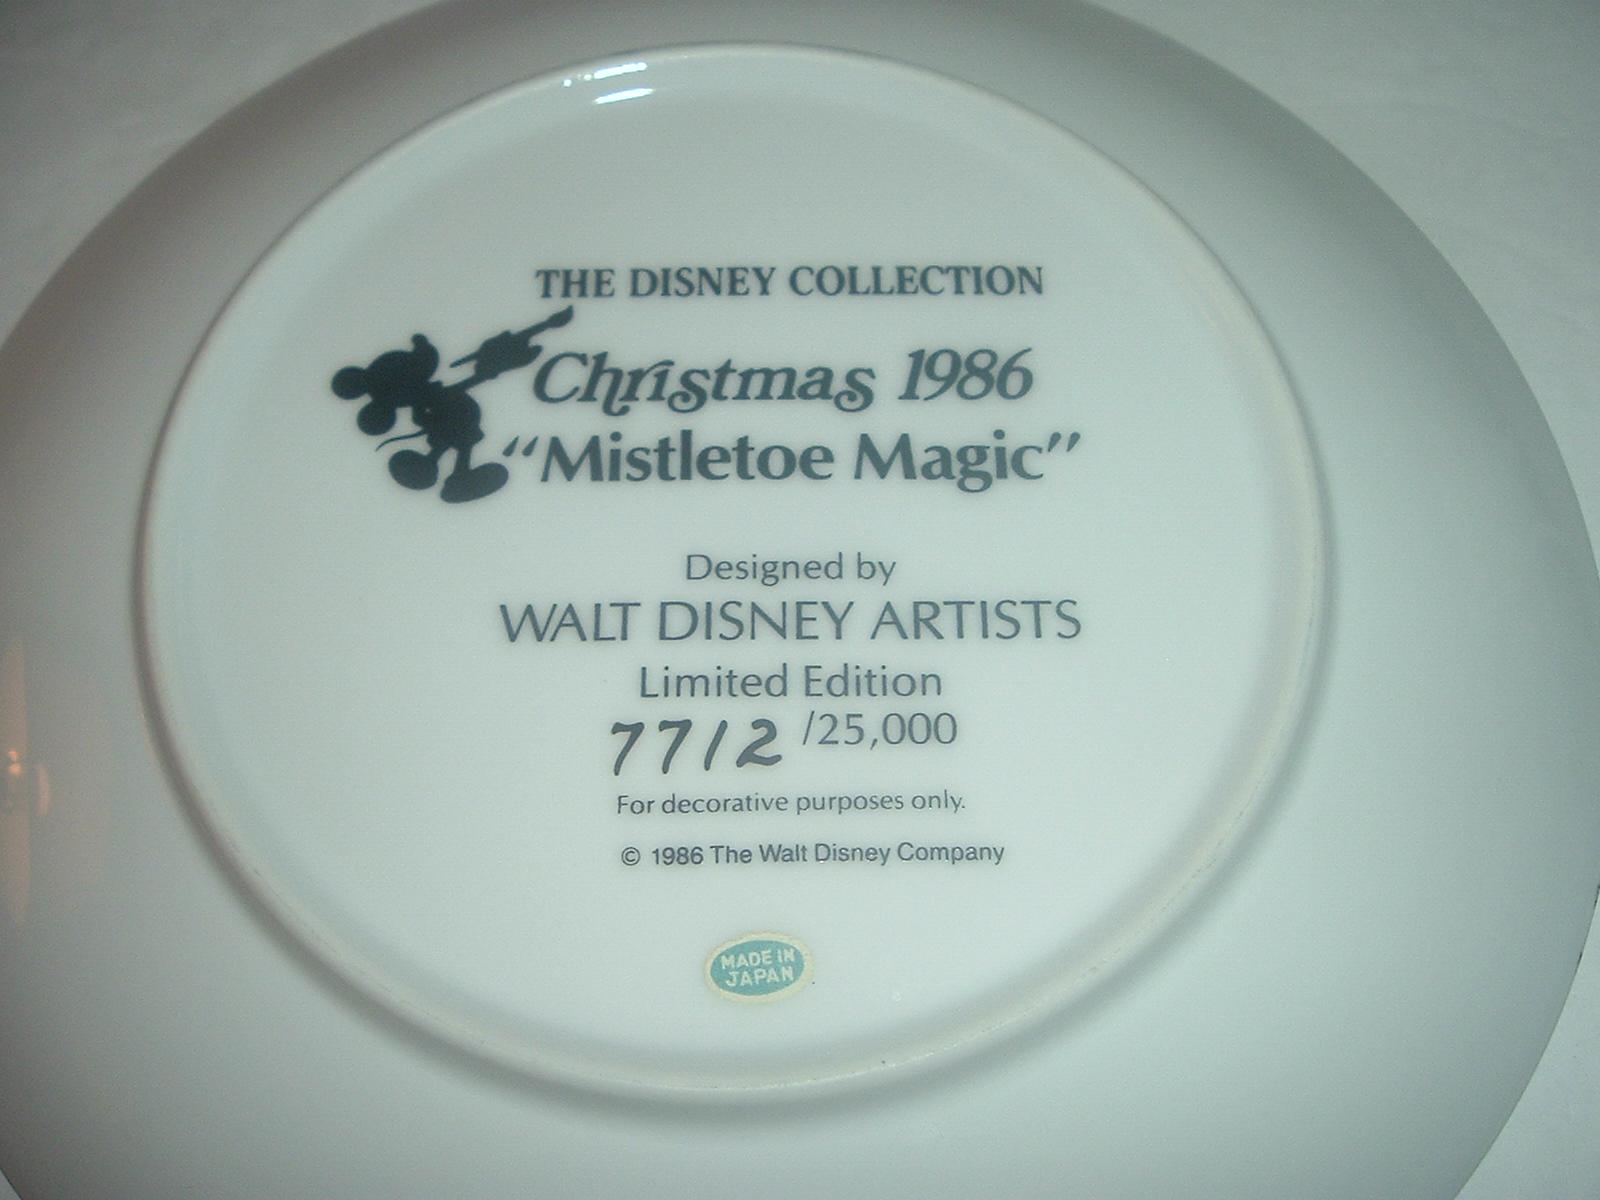 THE DISNEY COLLECTION
Christmas 1986
“Mistletoe Magic”
Designed by
WALT DISNEY ARTISTS
Limited Edition
7712 /25,000
For decorative purposes only.
© 1986 The Walt Disney Company
MADE IN
JAPAN